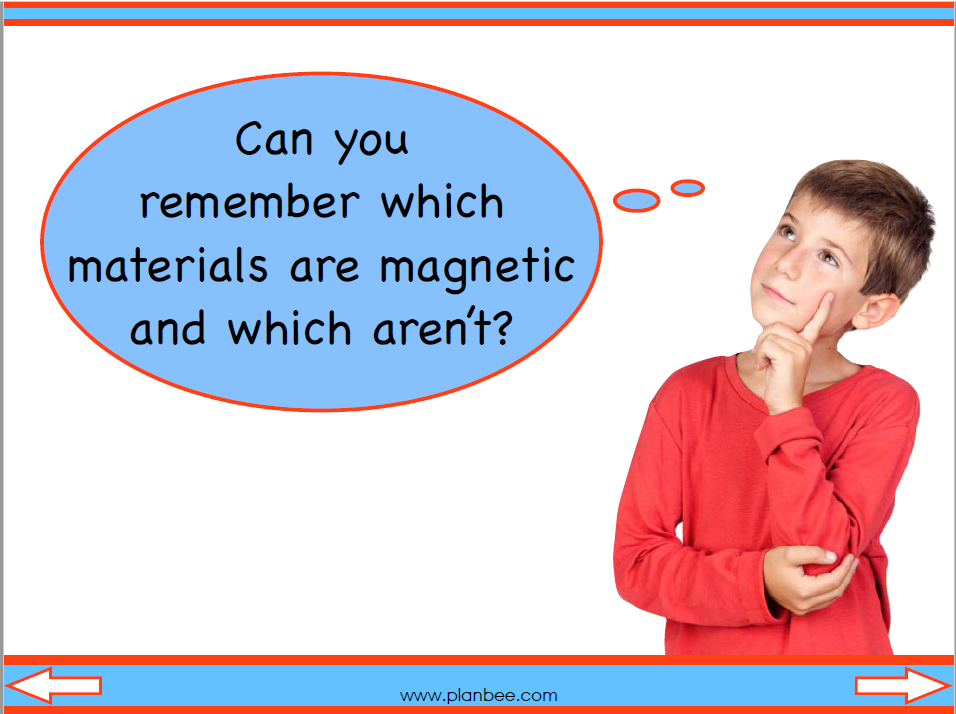 Can you
remember which
materials are magnetic
and which aren't?
www.planbee.com